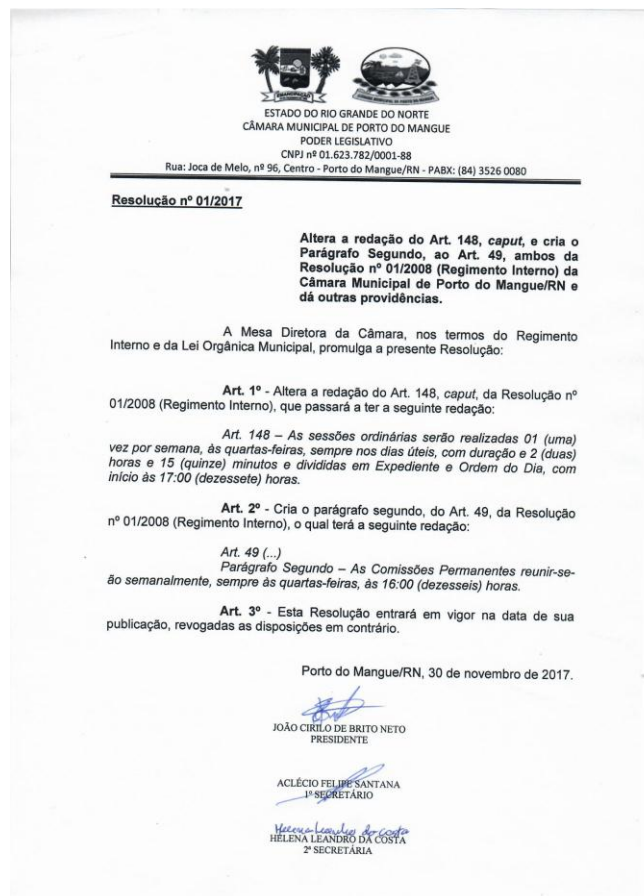 ESTADO DO RIO GRANDE DO NORTE
CÂMARA MUNICIPAL DE PORTO DO MANGUE
PODER LEGISLATIVO
CNPJ nº 01.623.782/0001-88
Rua: Joca de Melo, nº 96, Centro - Porto do Mangue/RN - PABX: (84) 3526 0080
Resolução nº 01/2017
Altera a redação do Art. 148, caput, e cria o
Parágrafo Segundo, ao Art. 49, ambos da
Resolução nº 01/2008 (Regimento Interno) da
Câmara Municipal de Porto do Mangue/RN e
dá outras providências.
A Mesa Diretora da Câmara, nos termos do Regimento
Interno e da Lei Orgânica Municipal, promulga a presente Resolução:
Art. 1º - Altera a redação do Art. 148, caput, da Resolução nº
01/2008 (Regimento Interno), que passará a ter a seguinte redação:
Art. 148 – As sessões ordinárias serão realizadas 01 (uma)
vez por semana, às quartas-feiras, sempre nos dias úteis, com duração e 2 (duas)
horas e 15 (quinze) minutos e divididas em Expediente e Ordem do Dia, com
início às 17:00 (dezessete) horas.
Art. 2º - Cria o parágrafo segundo, do Art. 49, da Resolução
nº 01/2008 (Regimento Interno), o qual terá a seguinte redação:
Art. 49 (...)
Parágrafo Segundo – As Comissões Permanentes reunir-se-
ão semanalmente, sempre às quartas-feiras, às 16:00 (dezesseis) horas.
Art. 3º - Esta Resolução entrará em vigor na data de sua
publicação, revogadas as disposições em contrário.
Porto do Mangue/RN, 30 de novembro de 2017.
JOÃO CIRILO DE BRITO NETO
PRESIDENTE
ACLÉCIO FELIPE SANTANA
1º SECRETÁRIO
Helena Leandro da Costa
HELENA LEANDRO DA COSTA
2ª SECRETÁRIA